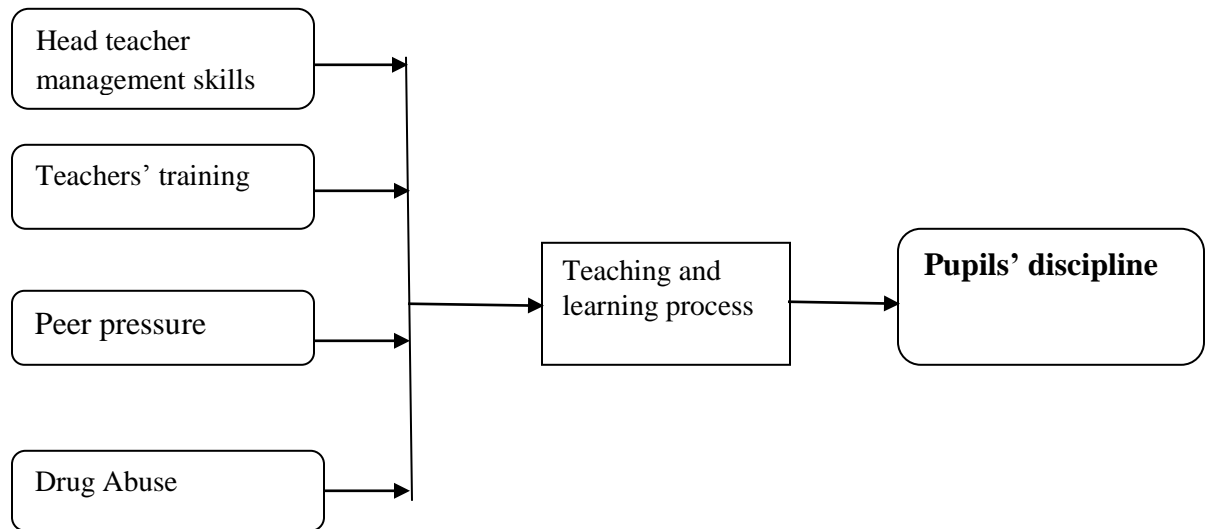 Head teacher
management skills
Teachers’ training
Peer pressure
Drug Abuse
Teaching and
learning process
Pupils’ discipline